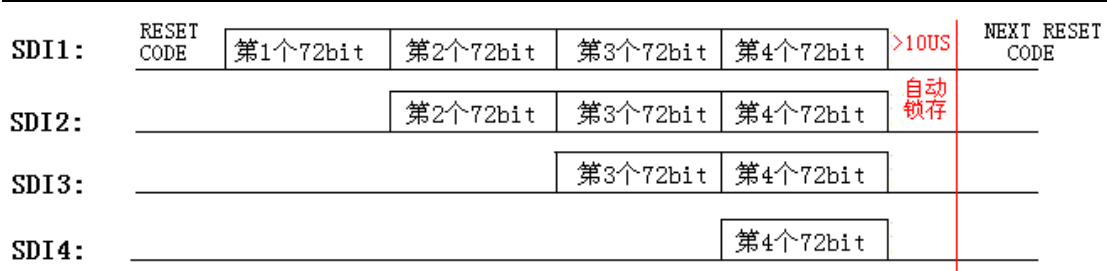 SDI1: RESET CODE 第1个72bit 第2个72bit 第3个72bit 第4个72bit >10US NEXT RESET CODE
自动
锁存
SDI2: 第2个72bit 第3个72bit 第4个72bit
SDI3: 第3个72bit 第4个72bit
SDI4: 第4个72bit